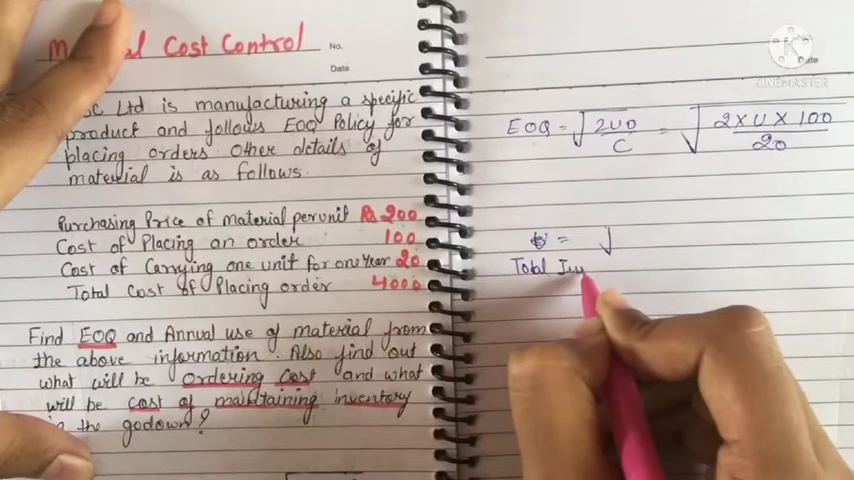 Cost Control
No.
Date
Ltd is manufacturing a specific
product and follows EOQ Policy for
placing orders. Other details of
material is as follows.
Purchasing Price of material per unit Rs 200
Cost of Placing an order 100
Cost of Carrying one unit for one Year 20
Total Cost of Placing order 4000
Find EOQ and Annual use of material from
the above information. Also find out
what will be ordering cost and what
will be cost of maintaining inventory
the godown?
KINEMASTER
EOQ = √2UO/C = √2×U×100/20
= √
Total Inv